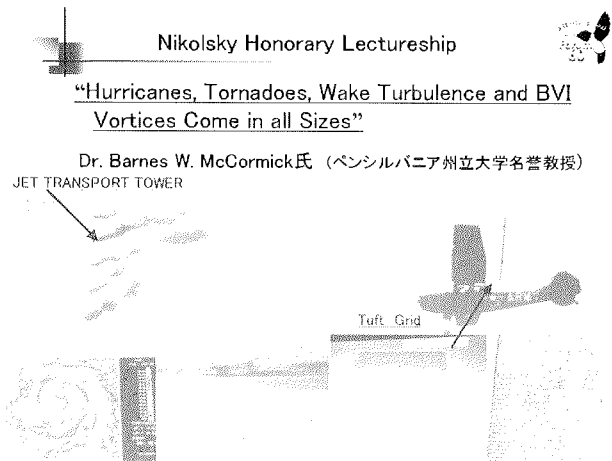 Nikolsky Honorary Lectureship
“Hurricanes, Tornadoes, Wake Turbulence and BVI
Vortices Come in all Sizes”
Dr. Barnes W. McCormick氏 (ペンシルバニア州立大学名誉教授)
JET TRANSPORT TOWER
Tuft Grid